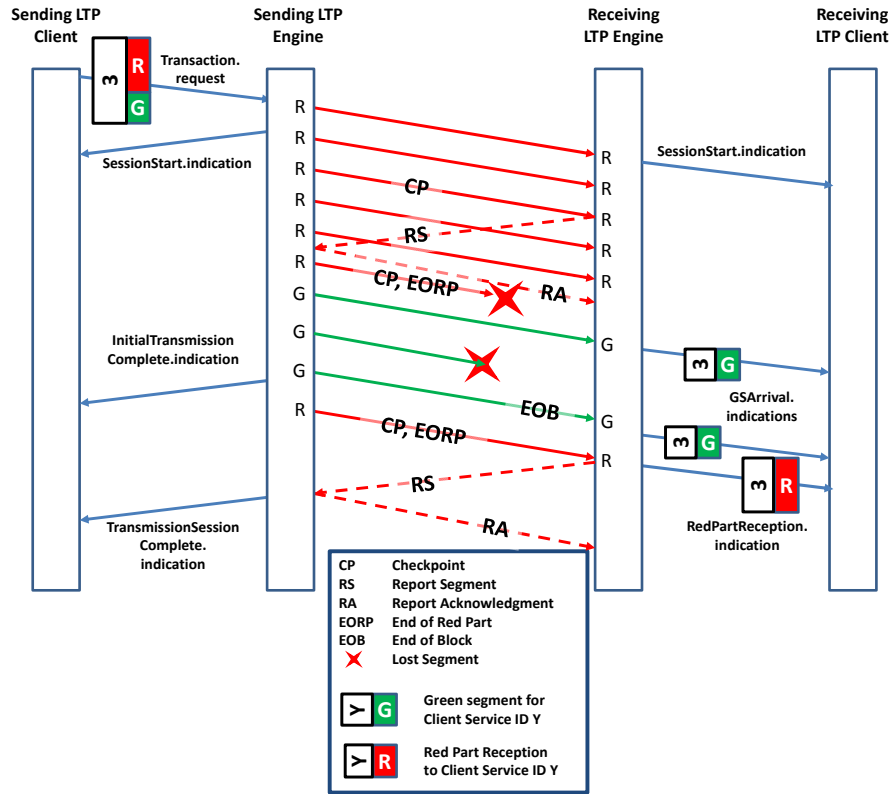 Sending LTP
Client
Sending LTP
Engine
Receiving
LTP Engine
Receiving
LTP Client
3
R
G
Transaction.
request
SessionStart.indication
R
R
R
R
R
R
G
G
G
R
CP
RS
CP, EORP
RA
EOB
CP, EORP
RS
RA
R
R
R
R
R
G
G
R
SessionStart.indication
InitialTransmission
Complete.indication
3
G
GSArrival.
indications
3
G
3
R
RedPartReception.
indication
TransmissionSession
Complete.
indication
CP Checkpoint
RS Report Segment
RA Report Acknowledgment
EORP End of Red Part
EOB End of Block
Lost Segment
Y
G
Green segment for
Client Service ID Y
Y
R
Red Part Reception
to Client Service ID Y